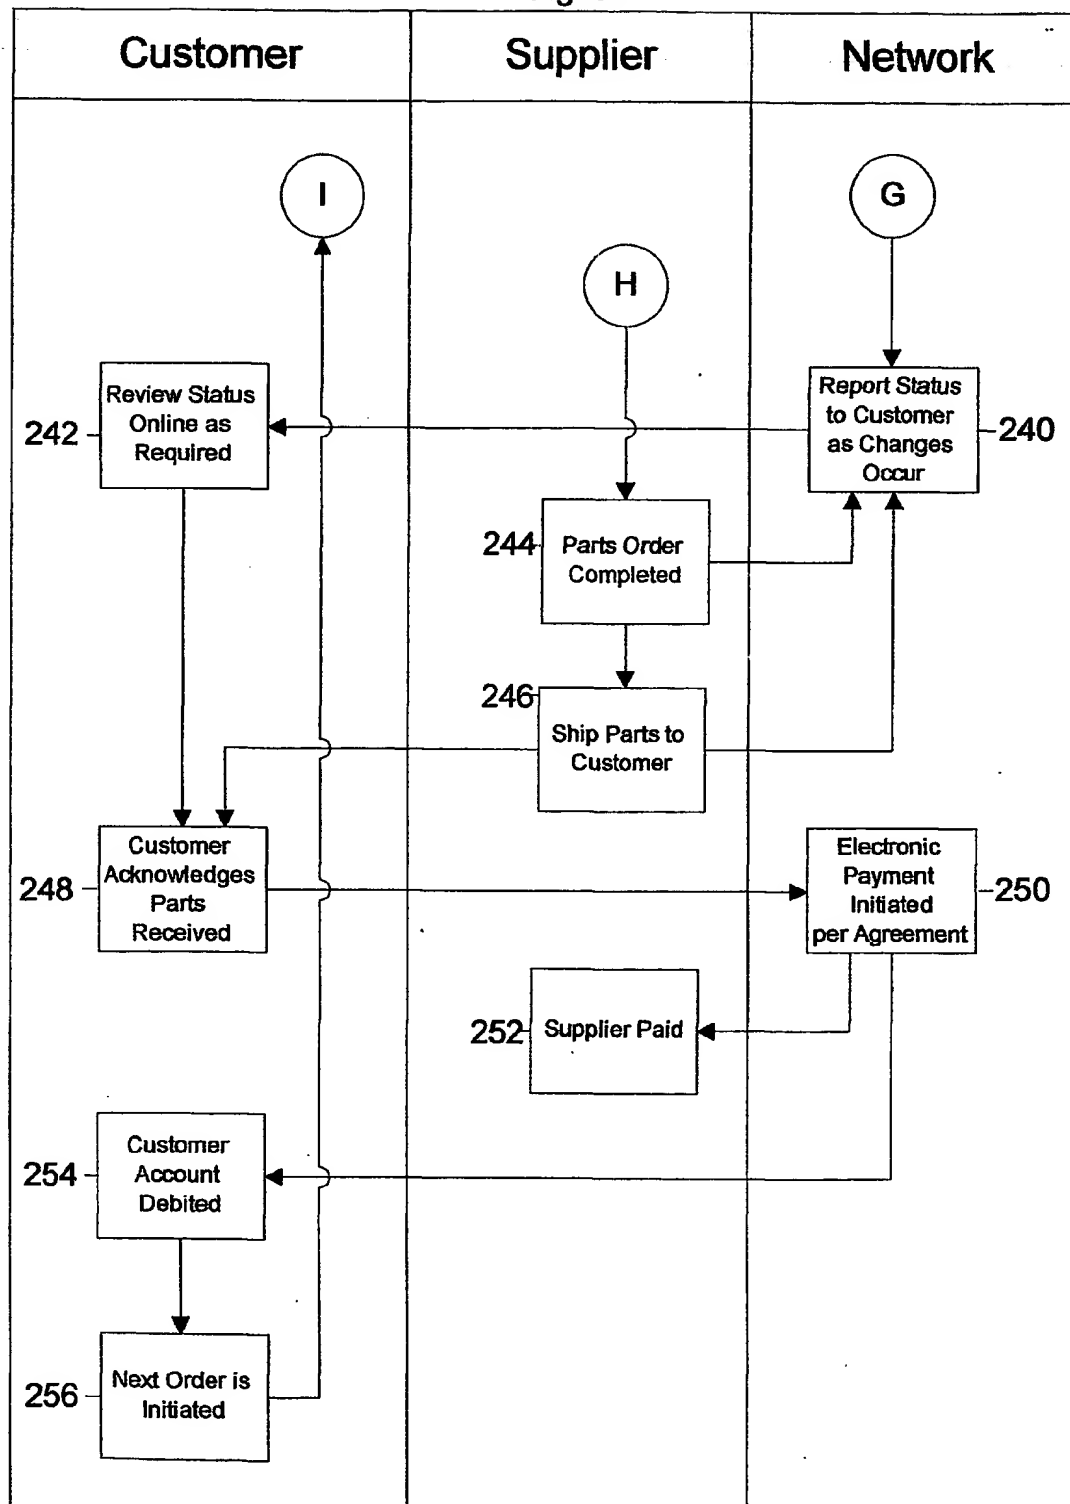 Customer
Supplier
Network
I
G
H
Review Status
Online as
Required
242
Report Status
to Customer
as Changes
Occur
240
244
Parts Order
Completed
246
Ship Parts to
Customer
Customer
Acknowledges
Parts
Received
248
Electronic
Payment
Initiated
per Agreement
250
252
Supplier Paid
Customer
Account
Debited
254
Next Order is
Initiated
256